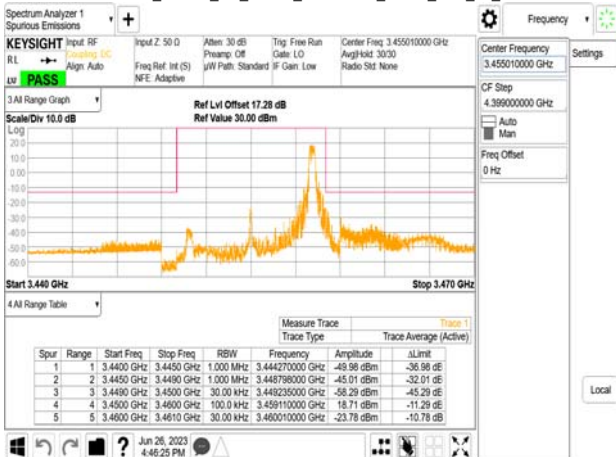 Spectrum Analyzer 1
Spurious Emissions
Frequency
KEYSIGHT Input: RF Input Z: 50 Ω Atten: 30 dB Trig: Free Run Center Freq: 3.455010000 GHz
RL Coupling: DC Preamp: Off Gate: LO Avg|Hold: 30/30
Align: Auto Freq Ref: Int (S) µW Path: Standard IF Gain: Low Radio Std: None
NFE: Adaptive
LV PASS
Center Frequency
3.455010000 GHz
Settings
CF Step
4.399000000 GHz
Auto
Man
Freq Offset
0 Hz
Local
3 All Range Graph
Ref Lvl Offset 17.28 dB
Scale/Div 10.0 dB Ref Value 30.00 dBm
Log
20.0
10.0
0.00
-10.0
-20.0
-30.0
-40.0
-50.0
-60.0
Start 3.440 GHz Stop 3.470 GHz
4 All Range Table
Measure Trace Trace 1
Trace Type Trace Average (Active)
Spur Range Start Freq Stop Freq RBW Frequency Amplitude ΔLimit
1 1 3.4400 GHz 3.4450 GHz 1.000 MHz 3.444270000 GHz -49.98 dBm -36.98 dB
2 2 3.4450 GHz 3.4490 GHz 1.000 MHz 3.448798000 GHz -45.01 dBm -32.01 dB
3 3 3.4490 GHz 3.4500 GHz 30.00 kHz 3.449235000 GHz -58.29 dBm -45.29 dB
4 4 3.4500 GHz 3.4600 GHz 100.0 kHz 3.459110000 GHz 18.71 dBm -11.29 dB
5 5 3.4600 GHz 3.4610 GHz 30.00 kHz 3.460010000 GHz -23.78 dBm -10.78 dB
? Jun 26, 2023
4:46:25 PM